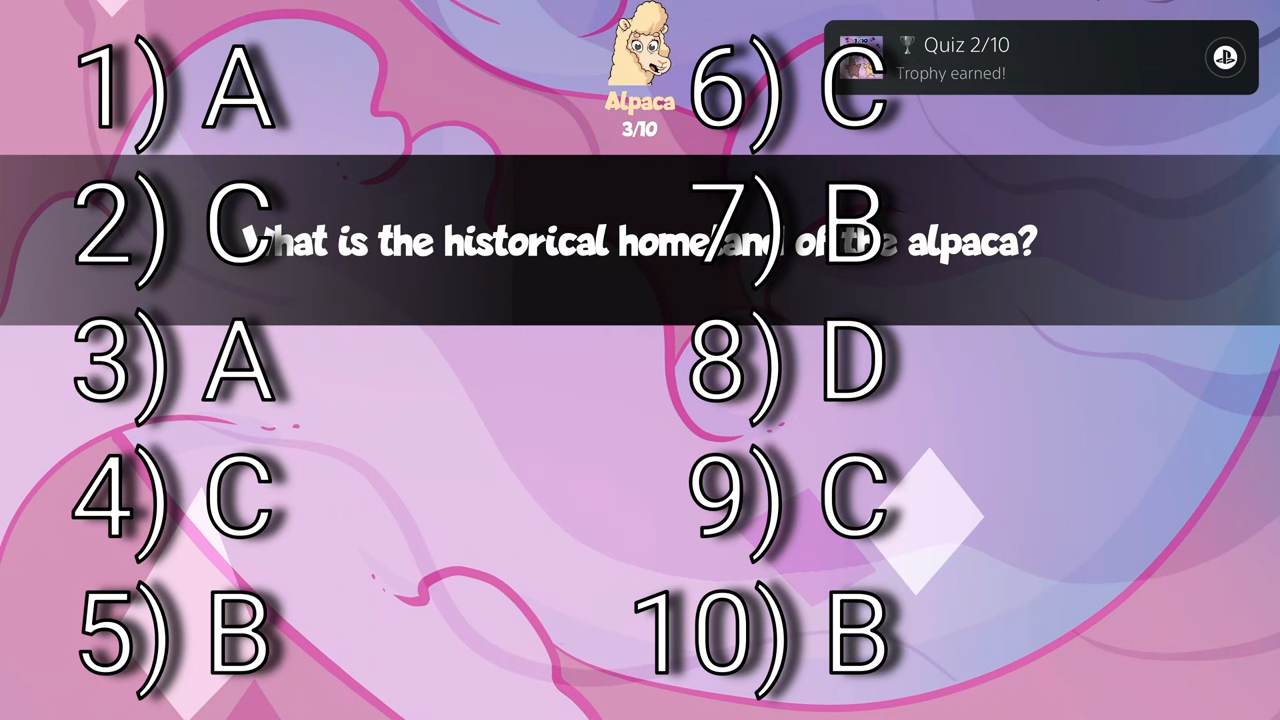 1) A
2) C
3) A
4) C
5) B
6) C
7) B
8) D
9) C
10) B
Alpaca
3/10
What is the historical homeland of the alpaca?
Quiz 2/10
Trophy earned!